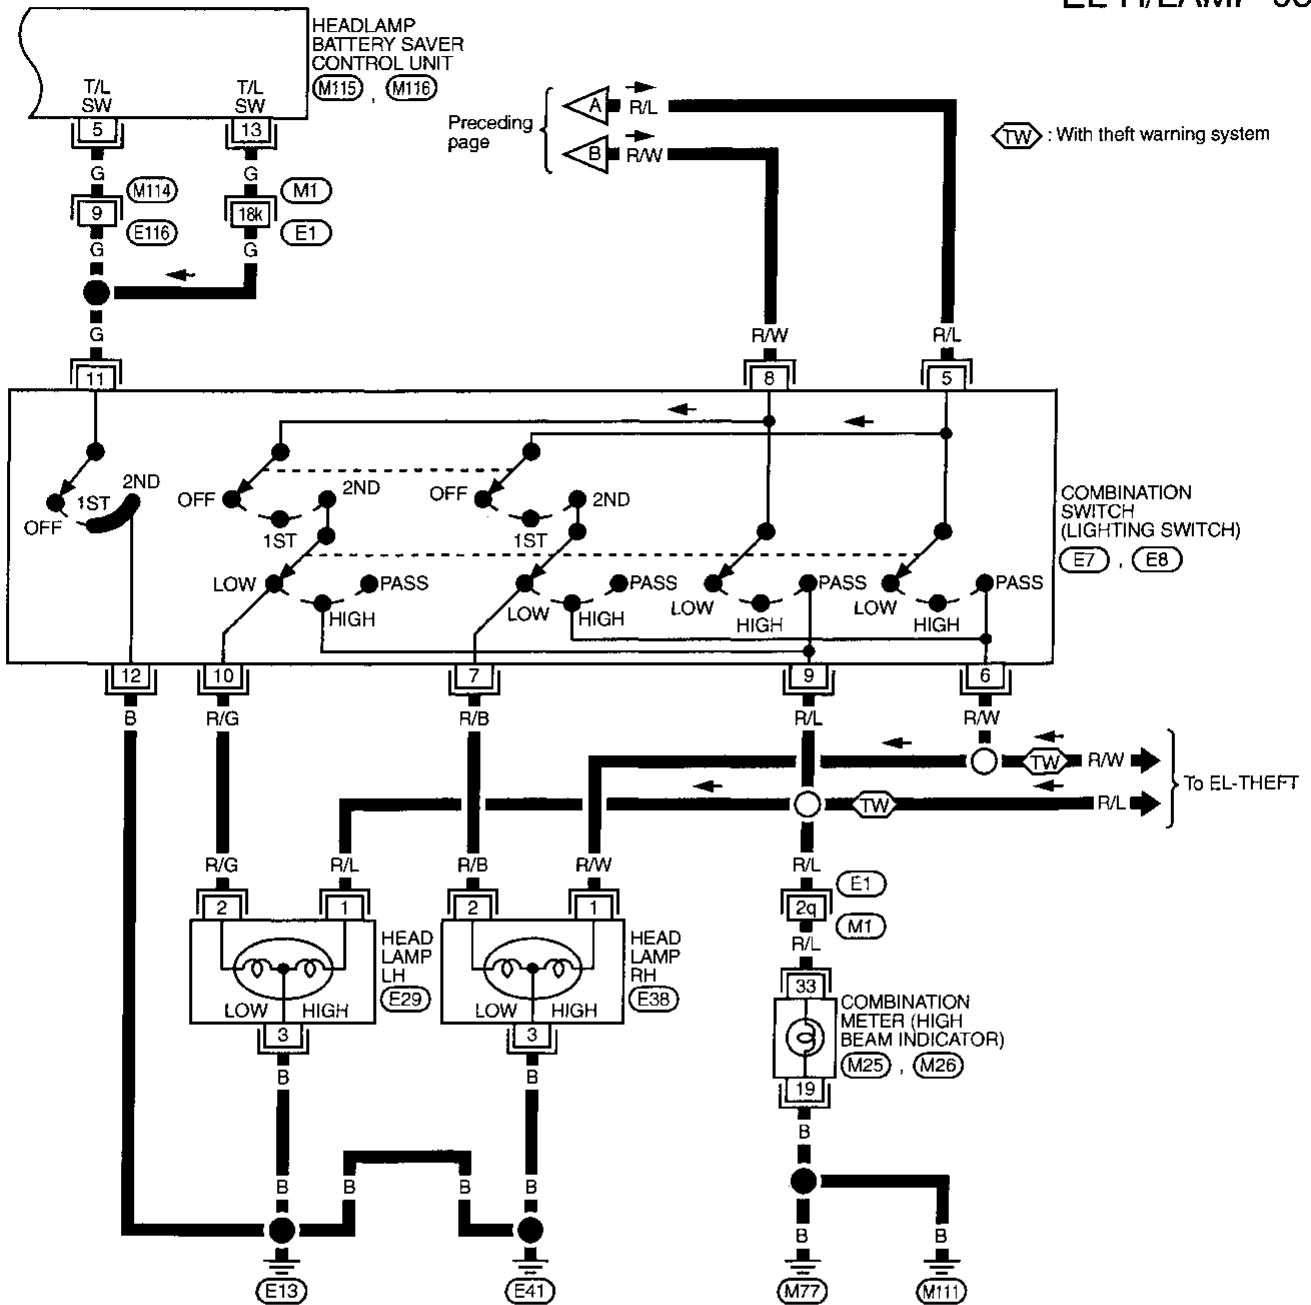 HEADLAMP
BATTERY SAVER
CONTROL UNIT
M115 , M116
T/L
SW
T/L
SW
5
13
G
G
M114
M1
9
18k
E116
E1
G
G
G
11
Preceding
page
A
R/L
B
R/W
TW : With theft warning system
R/W
R/L
8
5
OFF
1ST
2ND
OFF
1ST
2ND
OFF
1ST
2ND
LOW
HIGH
PASS
LOW
HIGH
PASS
LOW
HIGH
PASS
LOW
HIGH
PASS
COMBINATION
SWITCH
(LIGHTING SWITCH)
E7 , E8
12
10
7
9
6
B
R/G
R/B
R/L
R/W
TW
R/W
TW
R/L
To EL-THEFT
R/G
R/L
R/B
R/W
R/L
2
1
2
1
E1
2q
M1
R/L
HEAD
LAMP
LH
E29
LOW
HIGH
3
HEAD
LAMP
RH
E38
LOW
HIGH
3
33
COMBINATION
METER (HIGH
BEAM INDICATOR)
M25 , M26
19
B
B
B
B
B
B
B
B
B
E13
E41
M77
M111